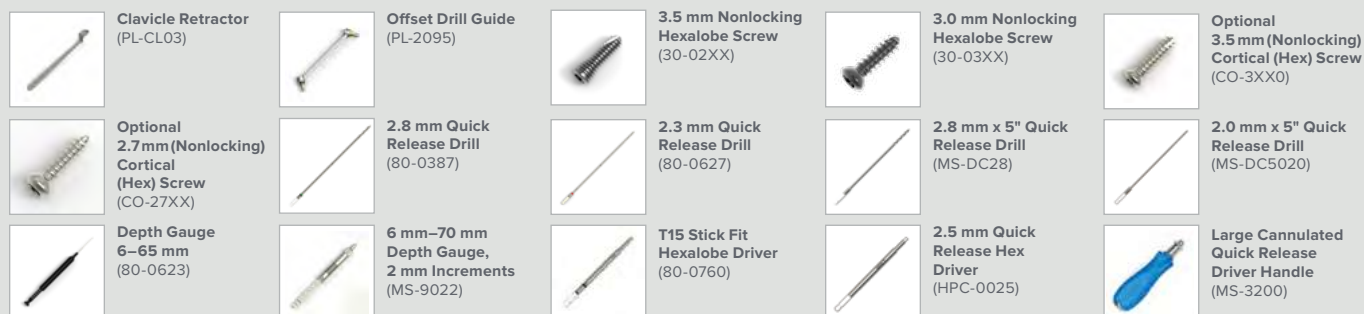 Clavicle Retractor
(PL-CL03)
Offset Drill Guide
(PL-2095)
3.5 mm Nonlocking
Hexalobe Screw
(30-02XX)
3.0 mm Nonlocking
Hexalobe Screw
(30-03XX)
Optional
3.5 mm (Nonlocking)
Cortical (Hex) Screw
(CO-3XX0)
Optional
2.7 mm (Nonlocking)
Cortical
(Hex) Screw
(CO-27XX)
2.8 mm Quick
Release Drill
(80-0387)
2.3 mm Quick
Release Drill
(80-0627)
2.8 mm x 5" Quick
Release Drill
(MS-DC28)
2.0 mm x 5" Quick
Release Drill
(MS-DC5020)
Depth Gauge
6–65 mm
(80-0623)
6 mm–70 mm
Depth Gauge,
2 mm Increments
(MS-9022)
T15 Stick Fit
Hexalobe Driver
(80-0760)
2.5 mm Quick
Release Hex
Driver
(HPC-0025)
Large Cannulated
Quick Release
Driver Handle
(MS-3200)